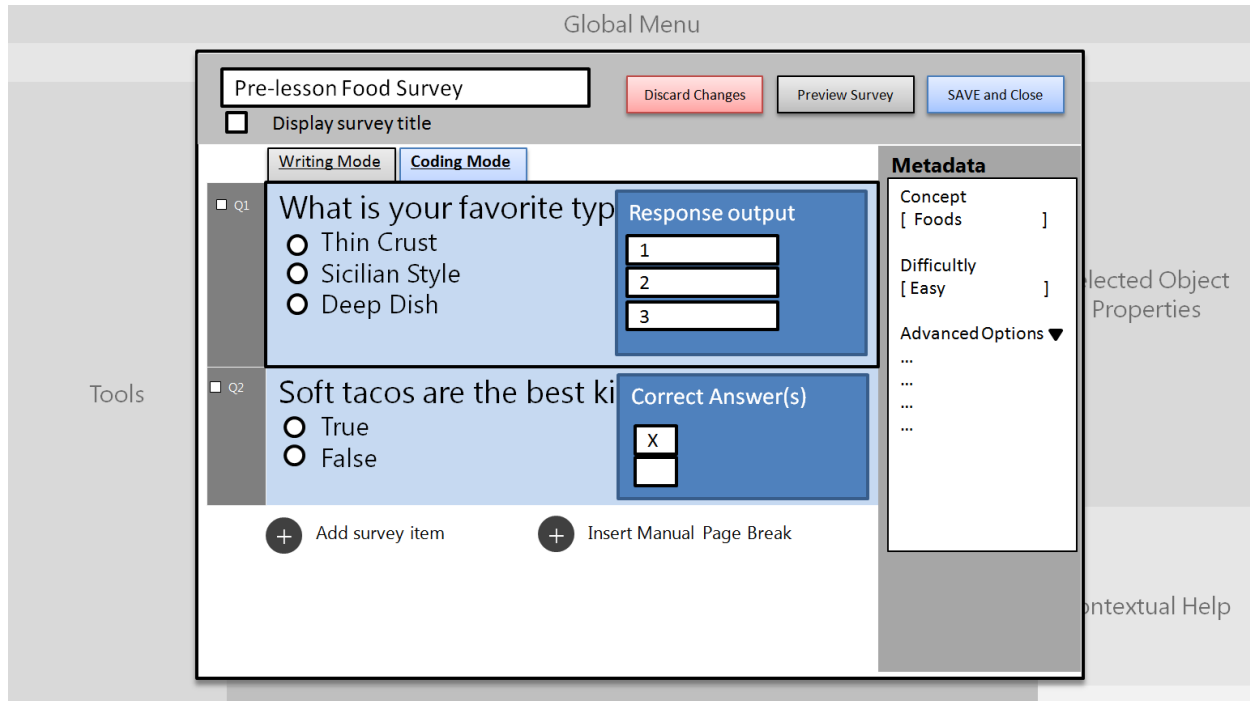 Global Menu
Pre-lesson Food Survey
Discard Changes
Preview Survey
SAVE and Close
Display survey title
Writing Mode
Coding Mode
Q1
What is your favorite typ
Thin Crust
Sicilian Style
Deep Dish
Response output
1
2
3
Q2
Soft tacos are the best ki
True
False
Correct Answer(s)
X
Add survey item
Insert Manual Page Break
Metadata
Concept
[ Foods ]
Difficultly
[ Easy ]
Advanced Options ▼
...
...
...
...
Tools
lected Object
Properties
ontextual Help